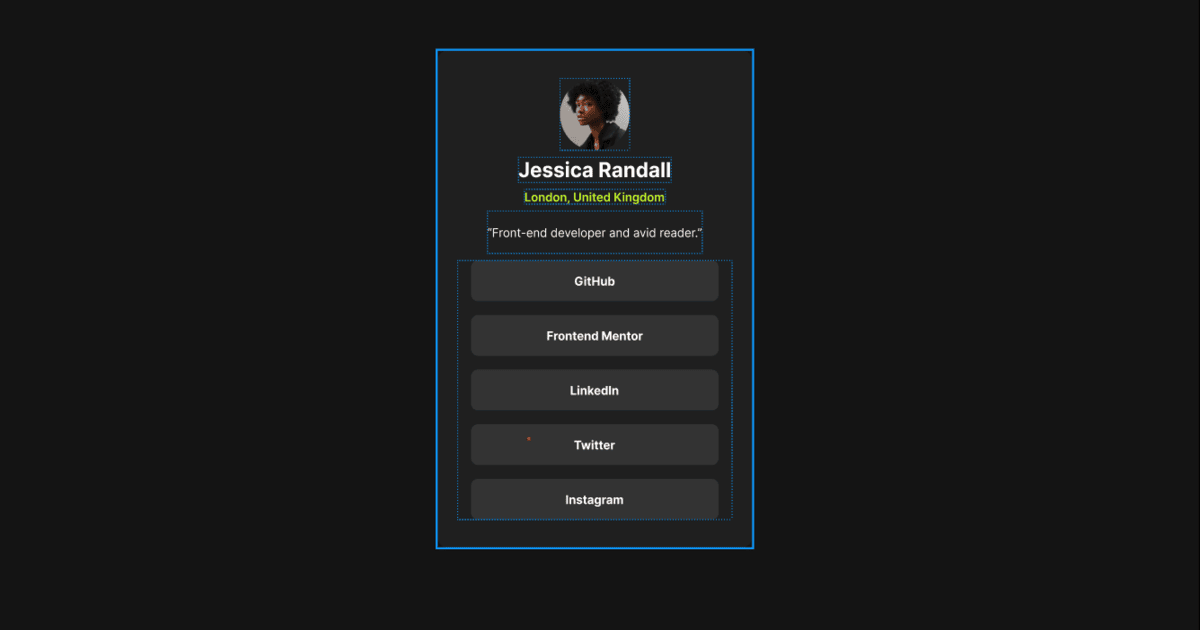 Jessica Randall
London, United Kingdom
“Front-end developer and avid reader.”
GitHub
Frontend Mentor
LinkedIn
Twitter
Instagram